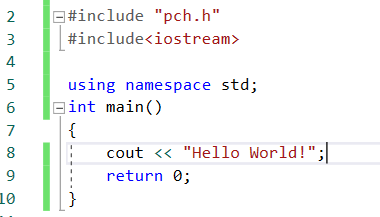 2 #include "pch.h"
3 #include<iostream>
4
5 using namespace std;
6 int main()
7 {
8     cout << "Hello World!";
9     return 0;
10 }